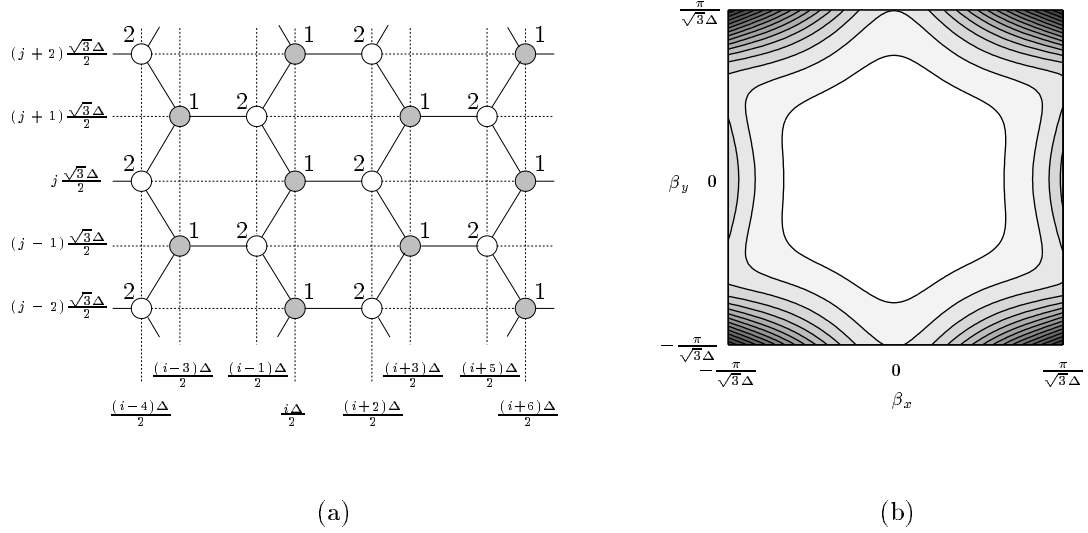 2 1 2 1
(j + 2) √3Δ/2
1 2 1 2
(j + 1) √3Δ/2
2 1 2 1
j √3Δ/2
1 2 1 2
(j − 1) √3Δ/2
2 1 2 1
(j − 2) √3Δ/2
(i−3)Δ/2 (i−1)Δ/2 (i+3)Δ/2 (i+5)Δ/2
(i−4)Δ/2 iΔ/2 (i+2)Δ/2 (i+6)Δ/2
(a)
π/√3Δ
β_y 0
−π/√3Δ
−π/√3Δ 0 π/√3Δ
β_x
(b)